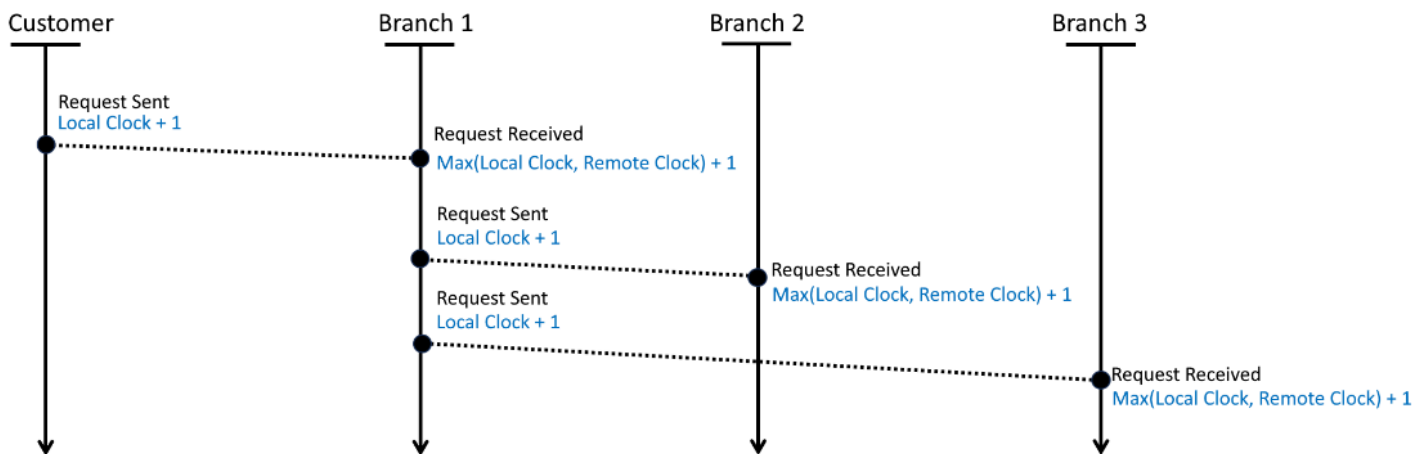 Customer
Branch 1
Branch 2
Branch 3
Request Sent
Local Clock + 1
Request Received
Max(Local Clock, Remote Clock) + 1
Request Sent
Local Clock + 1
Request Received
Max(Local Clock, Remote Clock) + 1
Request Sent
Local Clock + 1
Request Received
Max(Local Clock, Remote Clock) + 1